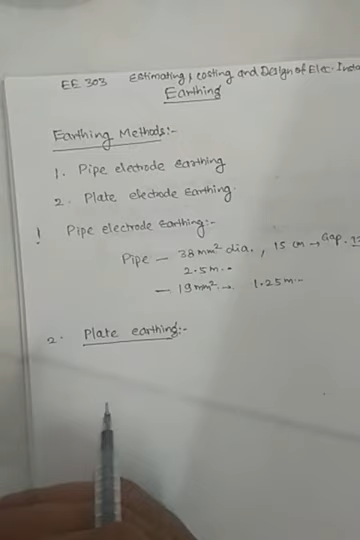 EE 303 Estimating, costing and Design of Elec. Insta
Earthing
Earthing Methods:-
1. Pipe electrode earthing
2. Plate electrode Earthing.
1 Pipe electrode earthing:-
Pipe — 38 mm² dia., 15 cm → Gap.
2.5 m.
— 19 mm² → 1.25 m.
2. Plate earthing:-